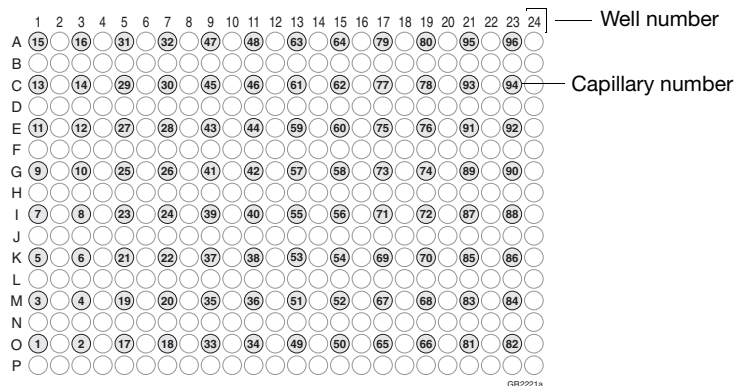 1 2 3 4 5 6 7 8 9 10 11 12 13 14 15 16 17 18 19 20 21 22 23 24 Well number
A 15 16 31 32 47 48 63 64 79 80 95 96
B
C 13 14 29 30 45 46 61 62 77 78 93 94 Capillary number
D
E 11 12 27 28 43 44 59 60 75 76 91 92
F
G 9 10 25 26 41 42 57 58 73 74 89 90
H
I 7 8 23 24 39 40 55 56 71 72 87 88
J
K 5 6 21 22 37 38 53 54 69 70 85 86
L
M 3 4 19 20 35 36 51 52 67 68 83 84
N
O 1 2 17 18 33 34 49 50 65 66 81 82
P
GR2221a